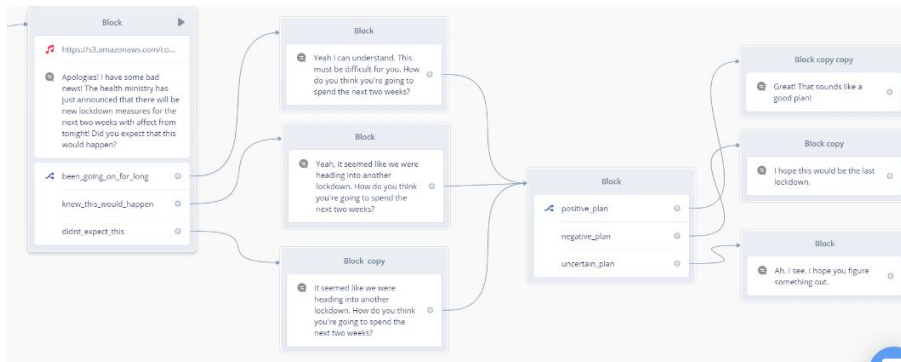 Block
https://s3.amazonaws.com/co...
Apologies! I have some bad
news! The health ministry has
just announced that there will be
new lockdown measures for the
next two weeks with affect from
tonight! Did you expect that this
would happen?
been_going_on_for_long
knew_this_would_happen
didnt_expect_this
Block
Yeah I can understand. This
must be difficult for you. How
do you think you're going to
spend the next two weeks?
Block
Yeah, it seemed like we were
heading into another
lockdown. How do you think
you're going to spend the
next two weeks?
Block copy
It seemed like we were
heading into another
lockdown. How do you think
you're going to spend the
next two weeks?
Block
positive_plan
negative_plan
uncertain_plan
Block copy copy
Great! That sounds like a
good plan!
Block copy
I hope this would be the last
lockdown.
Block
Ah. I see. I hope you figure
something out.